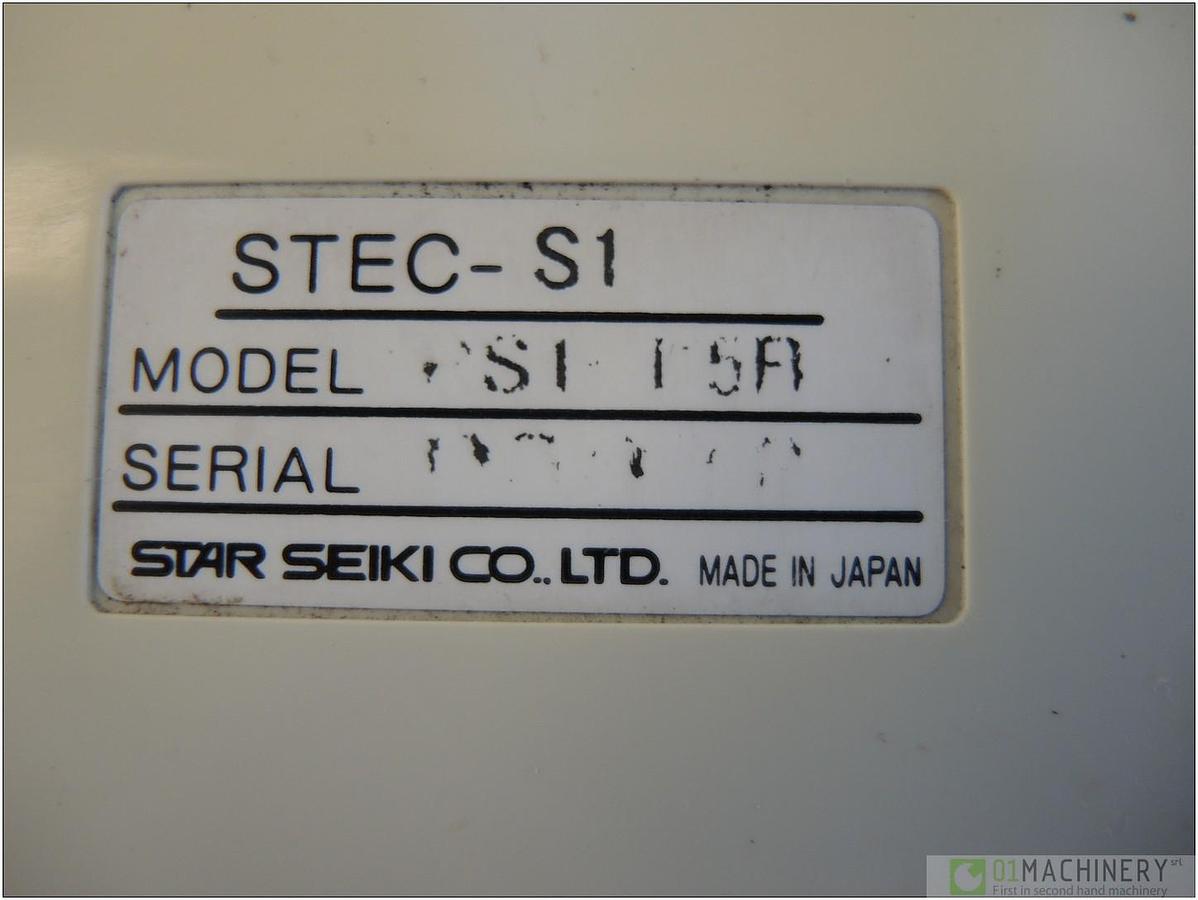 STEC-S1
MODEL
SERIAL
STAR SEIKI CO.. LTD. MADE IN JAPAN
01MACHINERY srl
First in second hand machinery